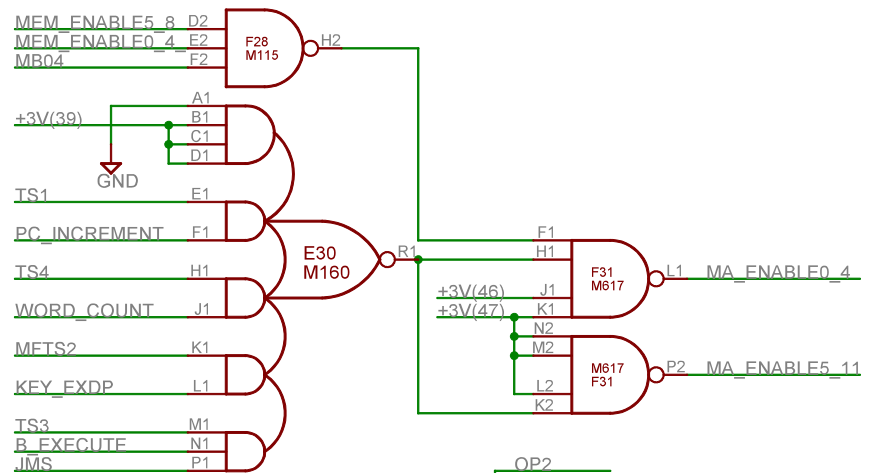 MEM_ENABLE5_8 D2
MEM_ENABLE0_4_ E2
MB04 F2
F28
M115
H2
A1
+3V(39) B1
C1
D1
GND
TS1 E1
PC_INCREMENT F1
TS4 H1
WORD_COUNT J1
MFTS2 K1
KEY_EXDP L1
TS3 M1
B_EXECUTE N1
JMS P1
E30
M160
R1
F1
H1
+3V(46) J1
+3V(47) K1
F31
M617
L1 MA_ENABLE0_4
N2
M2
L2
K2
M617
F31
P2 MA_ENABLE5_11
OP2